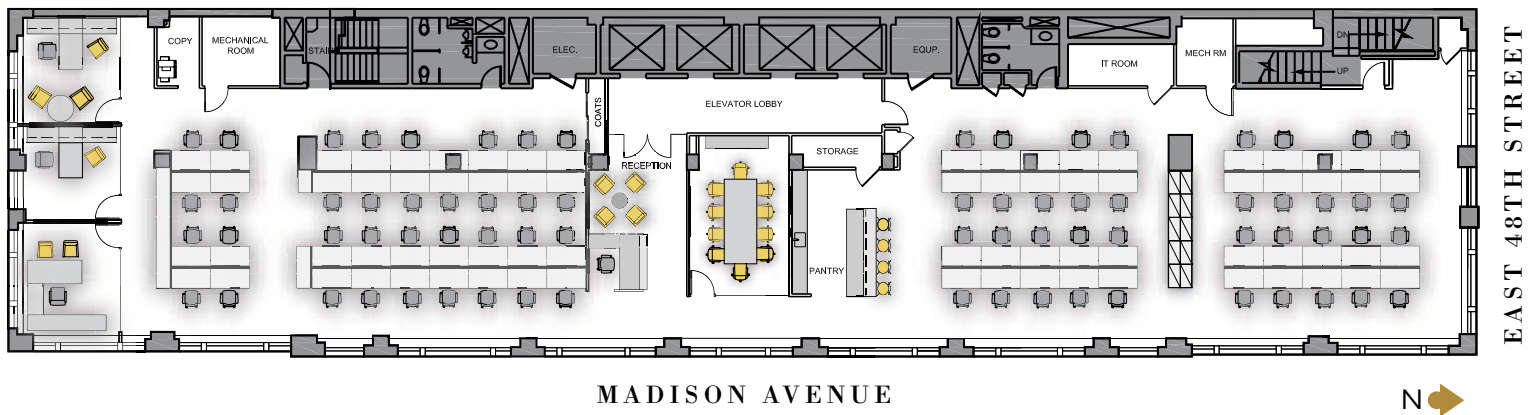 COPY
MECHANICAL
ROOM
STAIR
ELEC.
EQUP.
IT ROOM
MECH RM
DN
UP
COATS
ELEVATOR LOBBY
RECEPTION
STORAGE
PANTRY
EAST 48TH STREET
MADISON AVENUE
N